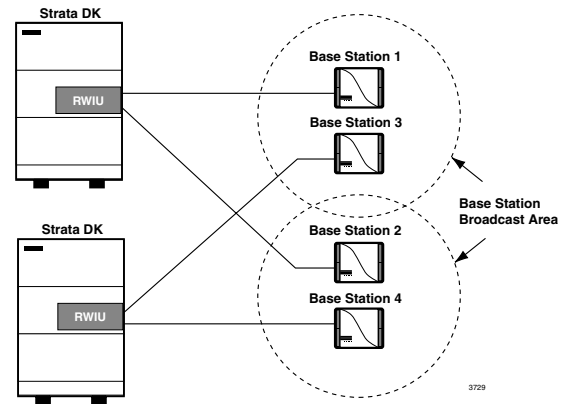 Strata DK
RWIU
Base Station 1
Base Station 3
Base Station
Broadcast Area
Strata DK
RWIU
Base Station 2
Base Station 4
3729